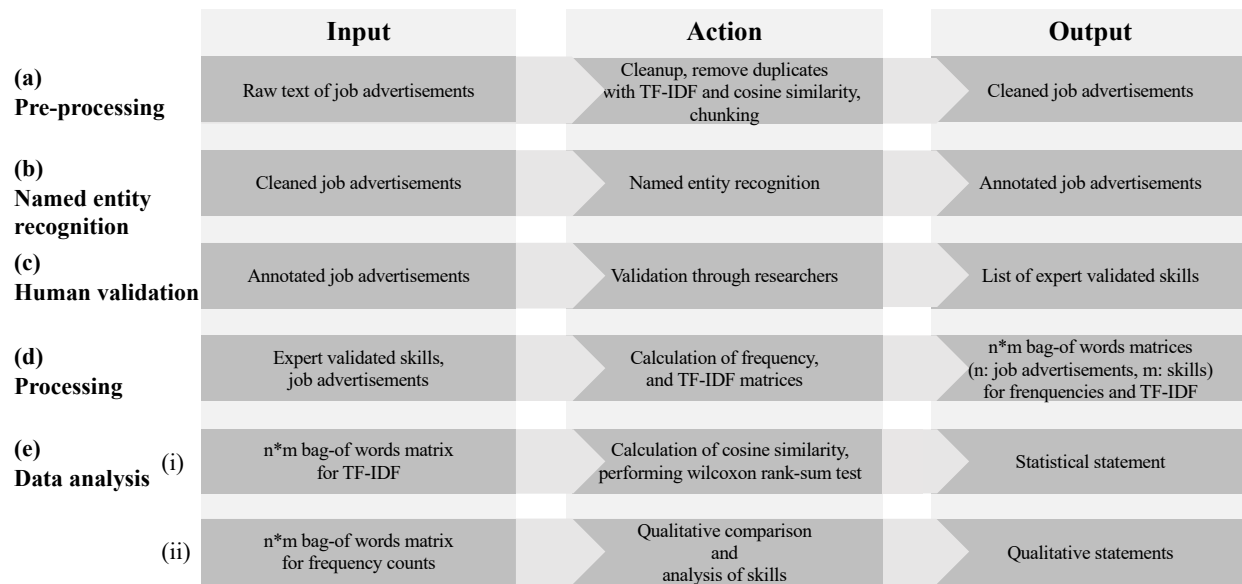 Input
Action
Output
(a)
Pre-processing
Raw text of job advertisements
Cleanup, remove duplicates
with TF-IDF and cosine similarity,
chunking
Cleaned job advertisements
(b)
Named entity
recognition
Cleaned job advertisements
Named entity recognition
Annotated job advertisements
(c)
Human validation
Annotated job advertisements
Validation through researchers
List of expert validated skills
(d)
Processing
Expert validated skills,
job advertisements
Calculation of frequency,
and TF-IDF matrices
n*m bag-of words matrices
(n: job advertisements, m: skills)
for frenquencies and TF-IDF
(e)
Data analysis
(i)
n*m bag-of words matrix
for TF-IDF
Calculation of cosine similarity,
performing wilcoxon rank-sum test
Statistical statement
(ii)
n*m bag-of words matrix
for frequency counts
Qualitative comparison
and
analysis of skills
Qualitative statements